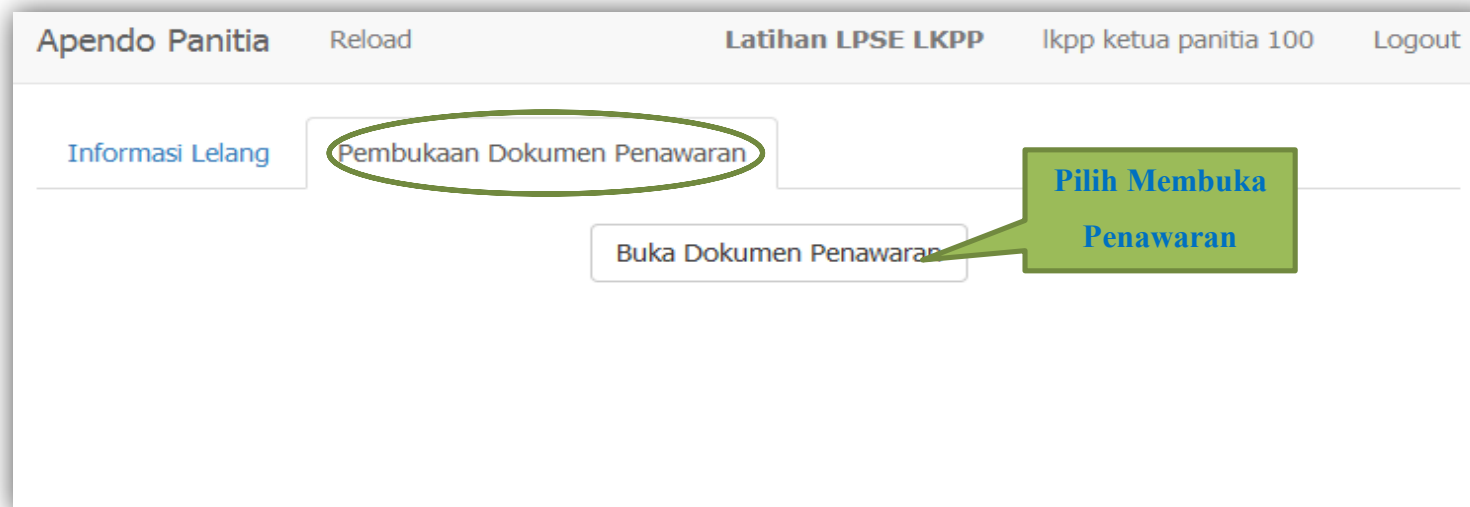 Apendo Panitia Reload Latihan LPSE LKPP lkpp ketua panitia 100 Logout
Informasi Lelang Pembukaan Dokumen Penawaran
Pilih Membuka
Penawaran
Buka Dokumen Penawaran